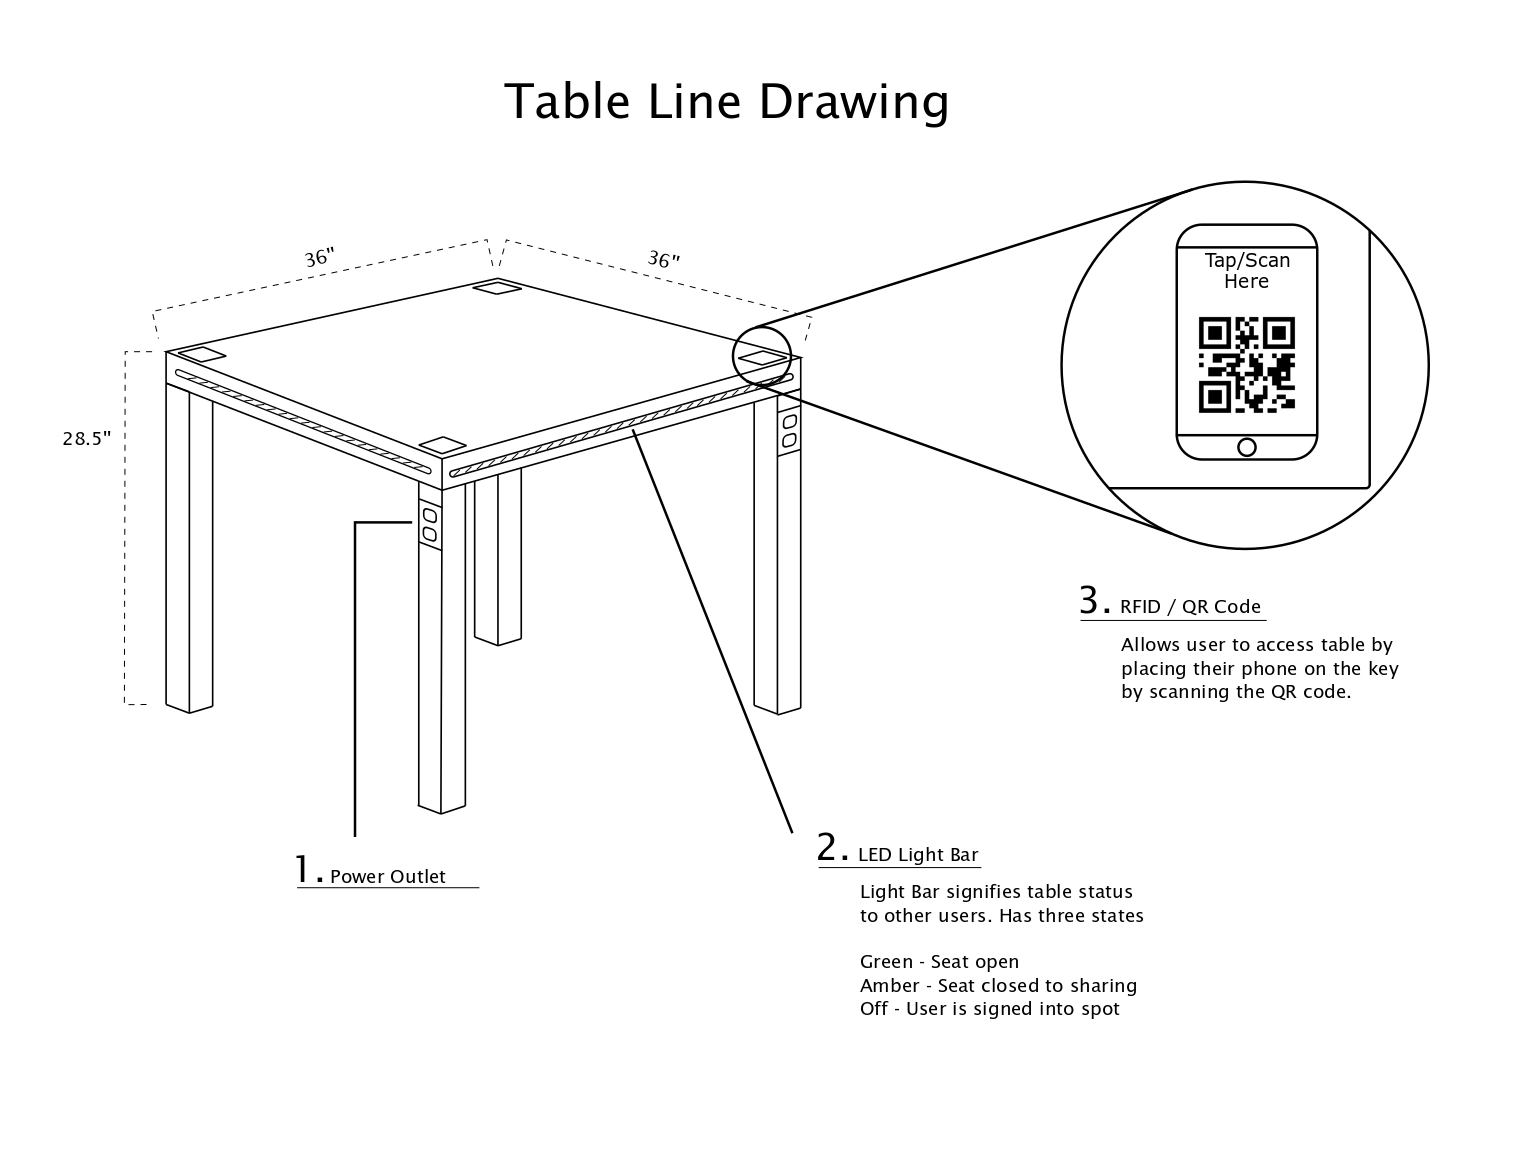 Table Line Drawing
36"
36"
28.5"
Tap/Scan
Here
3. RFID / QR Code
Allows user to access table by
placing their phone on the key
by scanning the QR code.
1. Power Outlet
2. LED Light Bar
Light Bar signifies table status
to other users. Has three states
Green - Seat open
Amber - Seat closed to sharing
Off - User is signed into spot